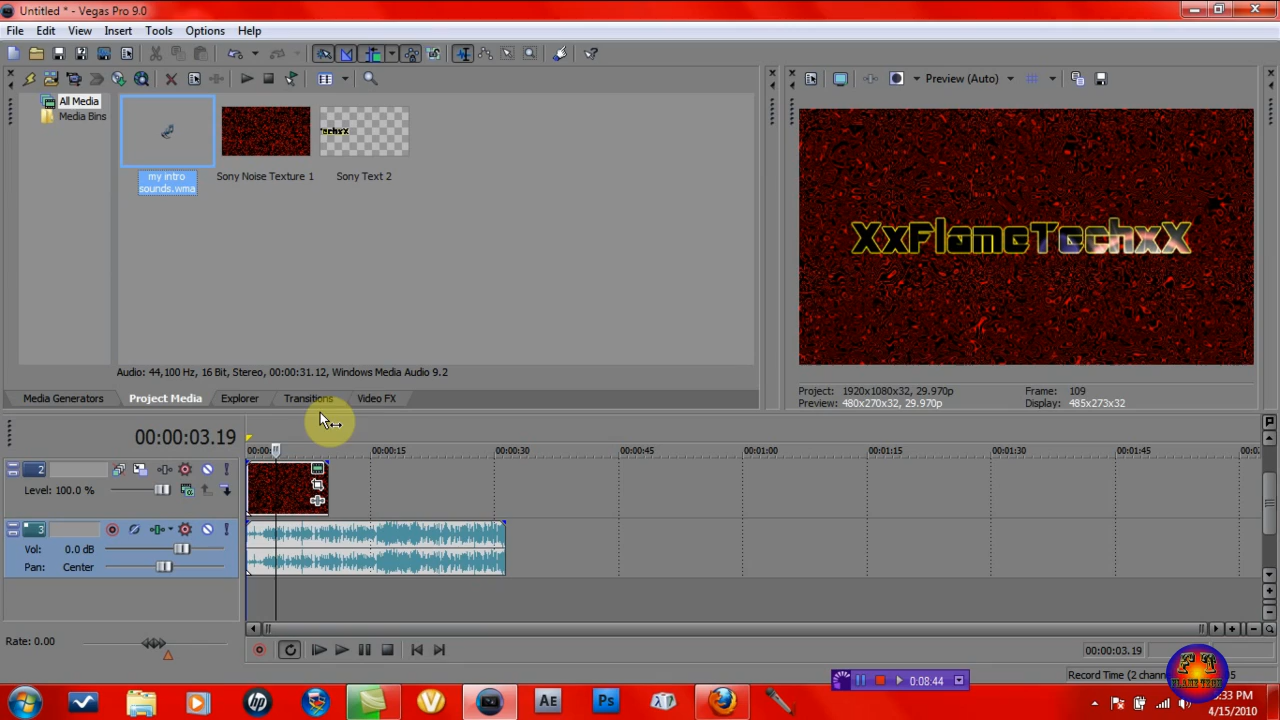 Untitled * - Vegas Pro 9.0
File Edit View Insert Tools Options Help
Preview (Auto)
All Media
Media Bins
my intro
sounds.wma
Sony Noise Texture 1
Sony Text 2
XxFlameTechxX
Audio: 44,100 Hz, 16 Bit, Stereo, 00:00:31.12, Windows Media Audio 9.2
Media Generators Project Media Explorer Transitions Video FX
Project: 1920x1080x32, 29.970p
Frame: 109
Preview: 480x270x32, 29.970p
Display: 485x273x32
00:00:03.19
00:00:15 00:00:30 00:00:45 00:01:00 00:01:15 00:01:30 00:01:45
2
Level: 100.0 %
3
Vol: 0.0 dB
Pan: Center
Rate: 0.00
00:00:03.19
Record Time (2
0:08:44
AE Ps
:33 PM
4/15/2010
FLAME TECH